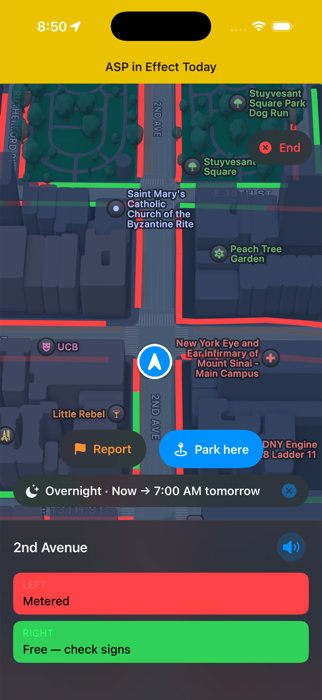 8:50
ASP in Effect Today
2ND AVE
Stuyvesant
Square Park
Dog Run
End
Stuyvesant
Square
Saint Mary's
Catholic
Church of the
Byzantine Rite
Peach Tree
Garden
UCB
New York Eye and
Ear Infirmary of
Mount Sinai -
Main Campus
Little Rebel
2ND AVE
DNY Engine
8 Ladder 11
Report
Park here
Overnight · Now → 7:00 AM tomorrow
2nd Avenue
LEFT
Metered
RIGHT
Free — check signs